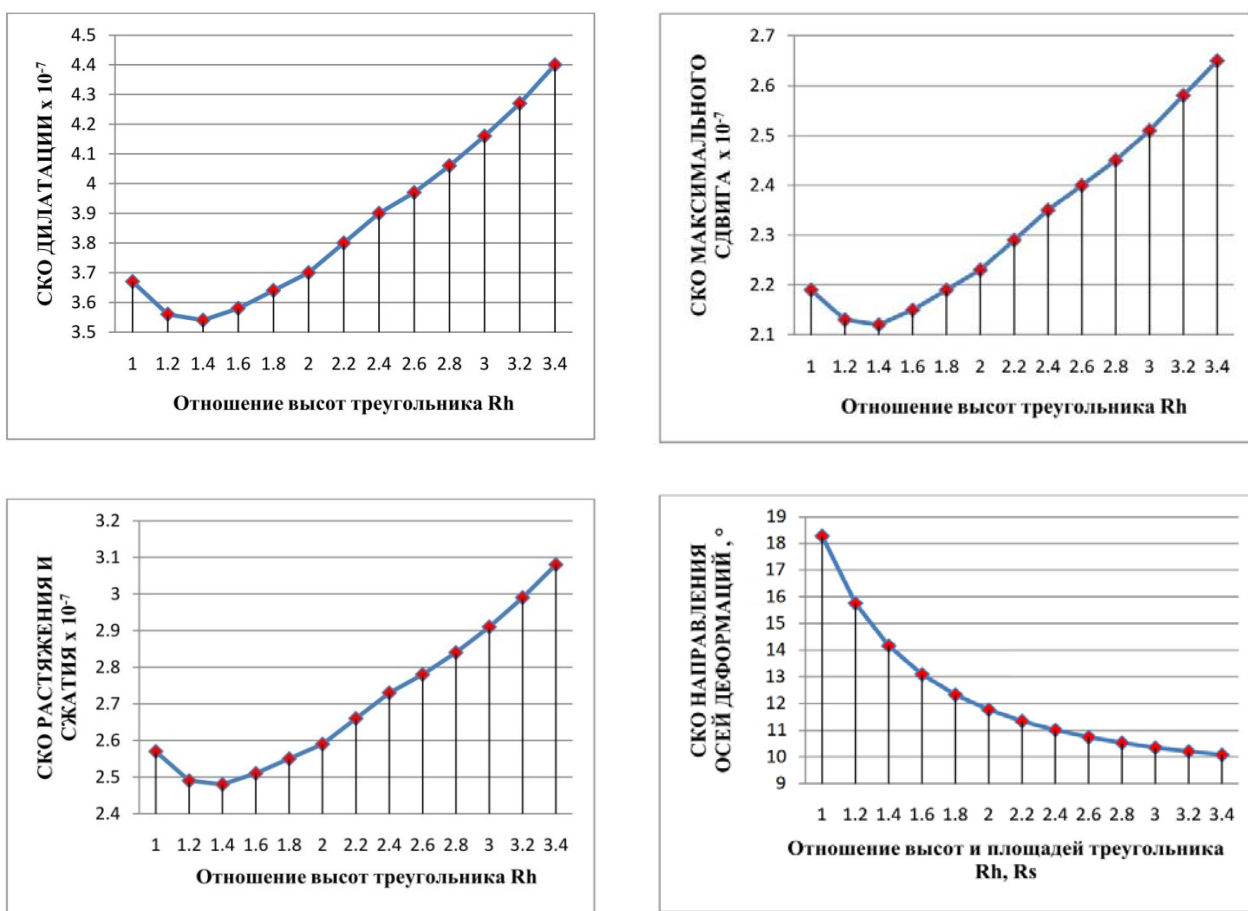 СКО ДИЛАТАЦИИ x 10⁻⁷
4.5
4.4
4.3
4.2
4.1
4
3.9
3.8
3.7
3.6
3.5
1 1.2 1.4 1.6 1.8 2 2.2 2.4 2.6 2.8 3 3.2 3.4
Отношение высот треугольника Rh
СКО МАКСИМАЛЬНОГО
СДВИГА x 10⁻⁷
2.7
2.6
2.5
2.4
2.3
2.2
2.1
1 1.2 1.4 1.6 1.8 2 2.2 2.4 2.6 2.8 3 3.2 3.4
Отношение высот треугольника Rh
СКО РАСТЯЖЕНИЯ И
СЖАТИЯ x 10⁻⁷
3.2
3.1
3
2.9
2.8
2.7
2.6
2.5
2.4
1 1.2 1.4 1.6 1.8 2 2.2 2.4 2.6 2.8 3 3.2 3.4
Отношение высот треугольника Rh
СКО НАПРАВЛЕНИЯ
ОСЕЙ ДЕФОРМАЦИЙ , °
19
18
17
16
15
14
13
12
11
10
9
1 1.2 1.4 1.6 1.8 2 2.2 2.4 2.6 2.8 3 3.2 3.4
Отношение высот и площадей треугольника
Rh, Rs